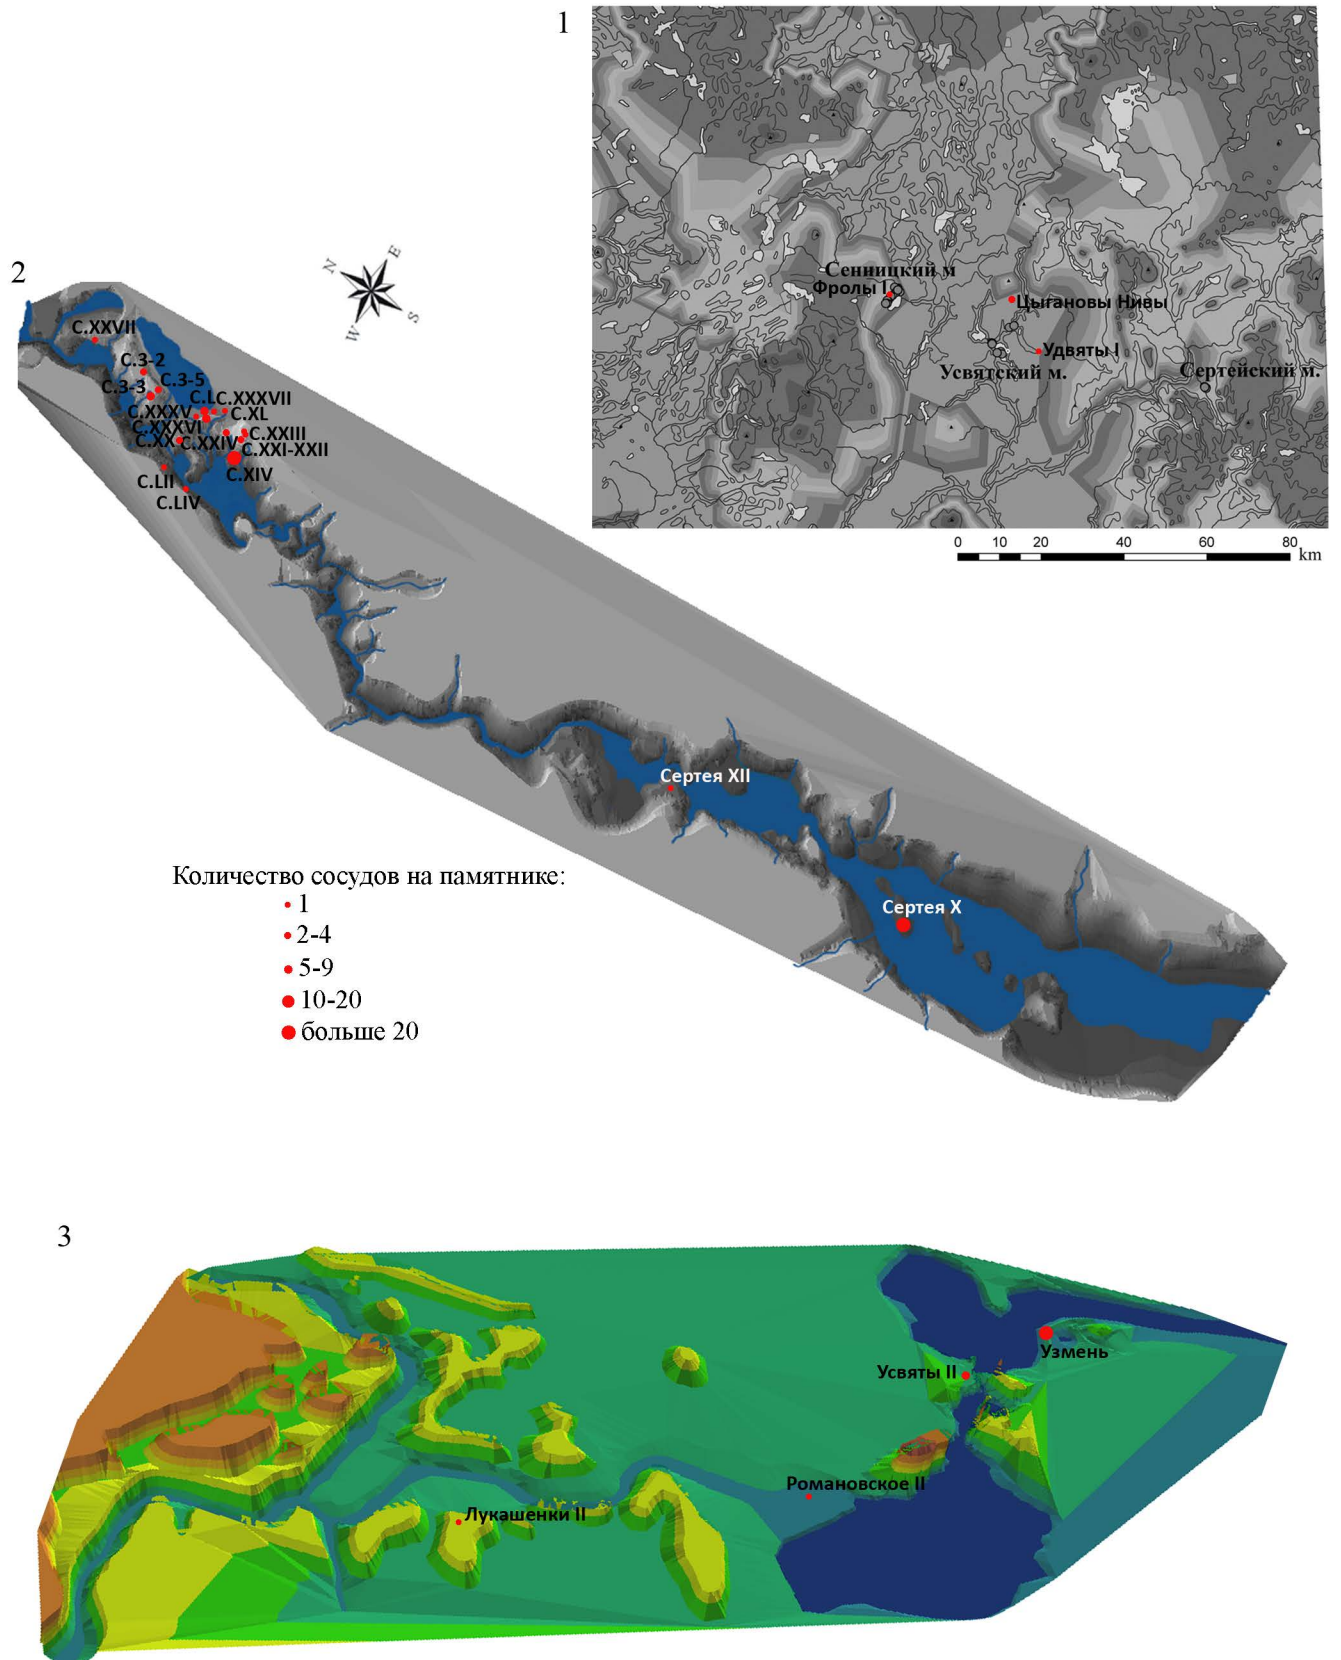 1
Сенницкий м
Фролы I
Цыгановы Нивы
Удвяты I
Усвятский м.
Сертейский м.
0 10 20 40 60 80
km
2
N
E
W
S
C.XXVII
C.3-2
C.3-5
C.3-3
C.L
C.XXXVII
C.XXXV
C.XL
C.XXXVI
C.XXIII
C.XX
C.XXIV
C.XXI-XXII
C.LII
C.XIV
C.LIV
Сертея XII
Сертея X
Количество сосудов на памятнике:
1
2-4
5-9
10-20
больше 20
3
Узмень
Усвяты II
Романовское II
Лукашенки II